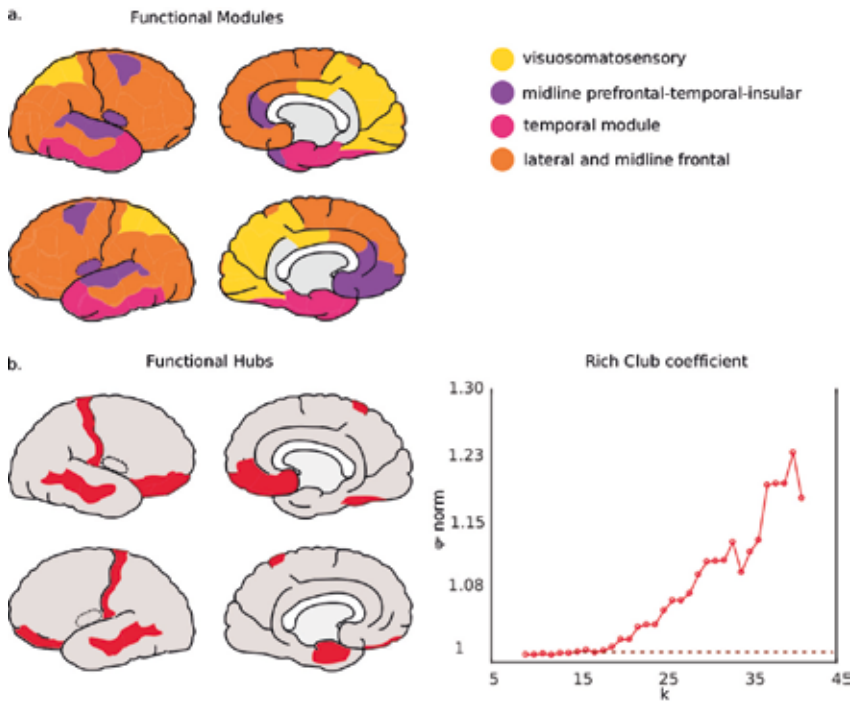 a.
Functional Modules
visuosomatosensory
midline prefrontal-temporal-insular
temporal module
lateral and midline frontal
b.
Functional Hubs
Rich Club coefficient
1.30
1.23
1.15
1.08
1
φ norm
5
15
25
35
45
k